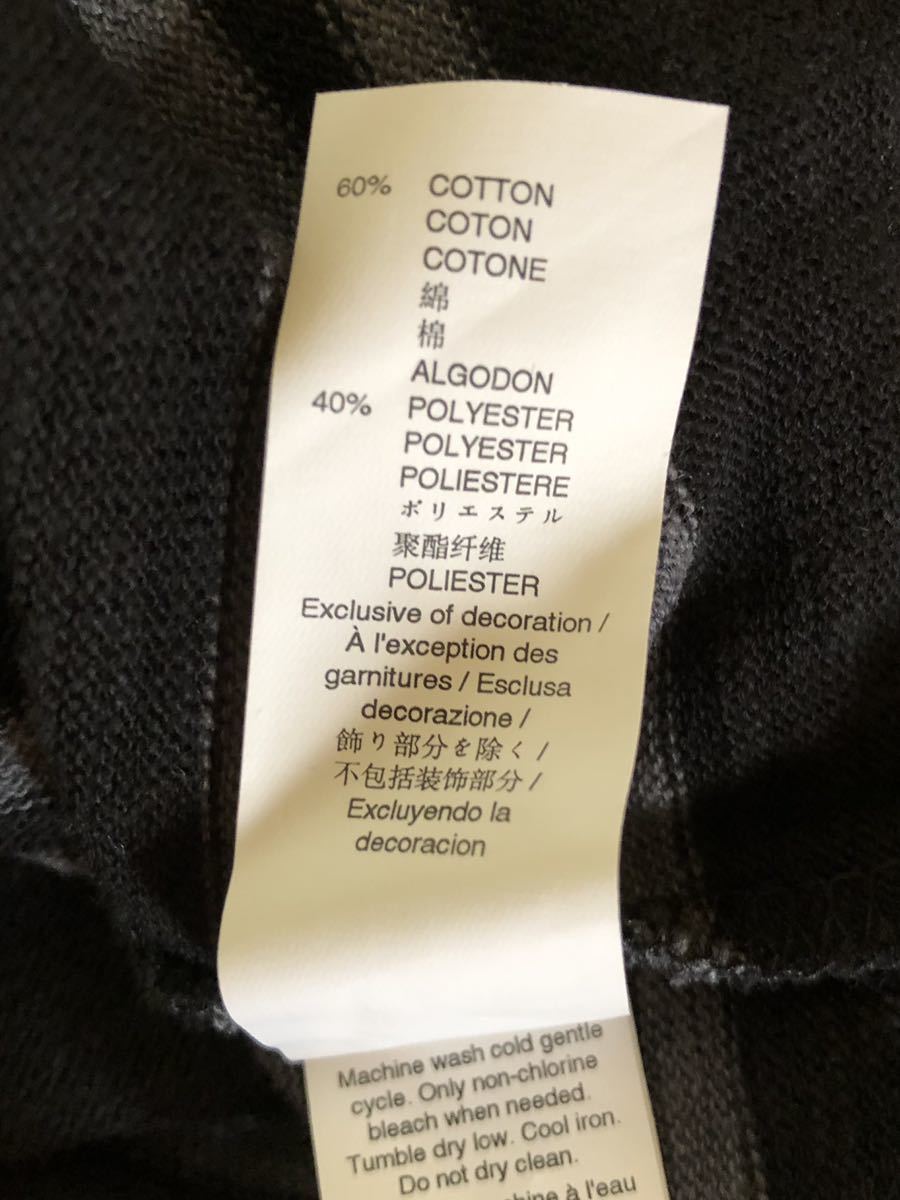 60% COTTON
COTON
COTONE
綿
棉
ALGODON
40% POLYESTER
POLYESTER
POLIESTERE
ポリエステル
聚酯纤维
POLIESTER
Exclusive of decoration /
À l'exception des
garnitures / Esclusa
decorazione /
飾り部分を除く /
不包括装饰部分 /
Excluyendo la
decoracion
Machine wash cold gentle
cycle. Only non-chlorine
bleach when needed.
Tumble dry low. Cool iron.
Do not dry clean.
à l'eau